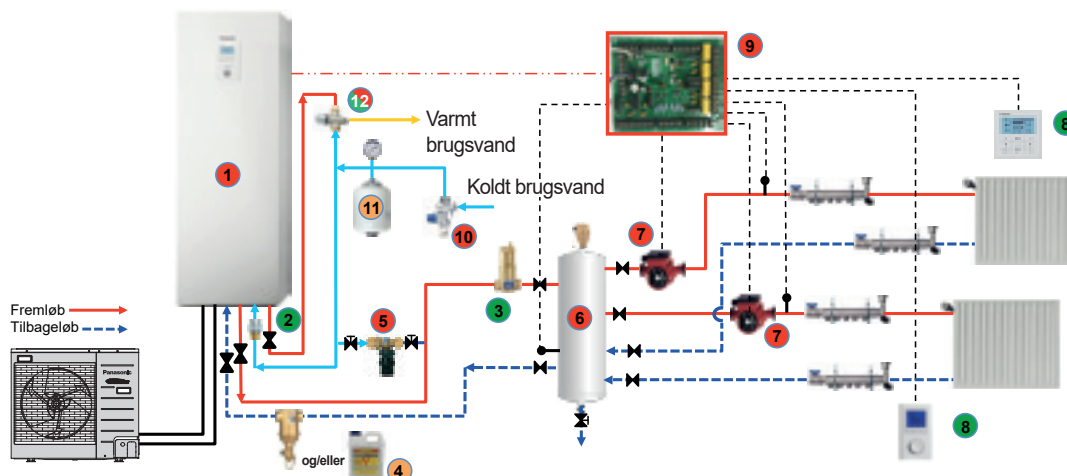 12
9
Varmt
brugsvand
8
1
Koldt brugsvand
11
10
7
Fremløb
Tilbageløb
2
5
3
6
7
Panasonic
og/eller
4
8